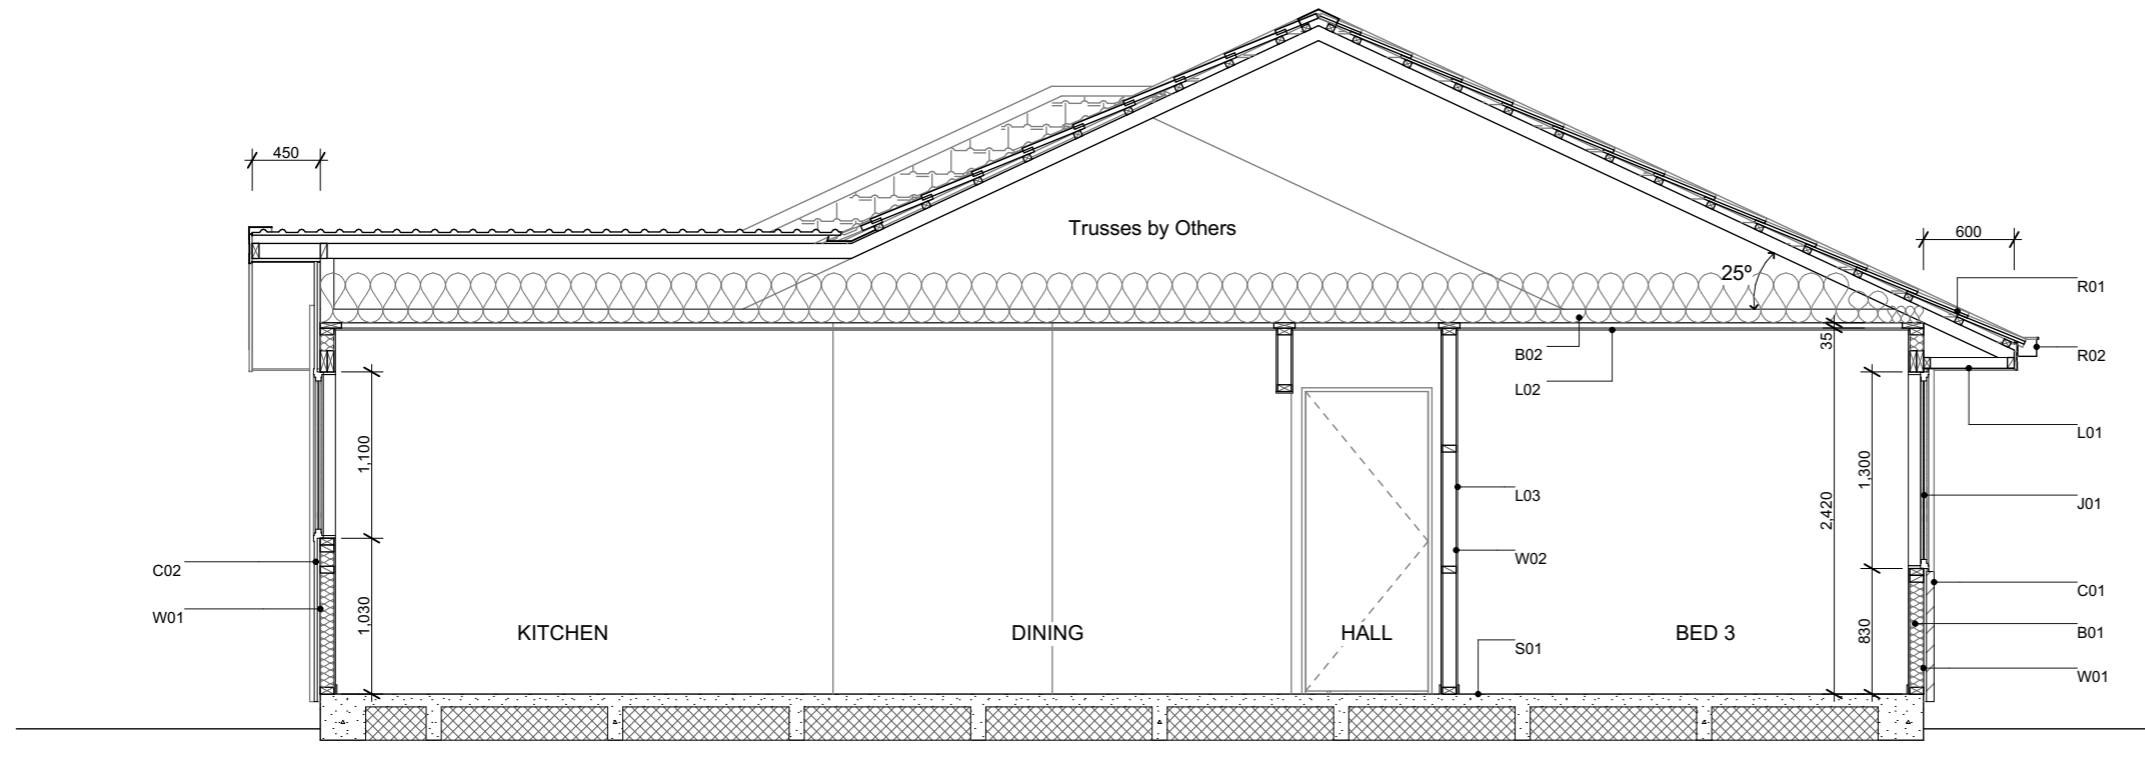 450
Trusses by Others
600
25º
R01
35
B02
R02
L02
L01
1,100
1,300
L03
2,420
J01
C02
W02
C01
W01
1,030
KITCHEN
DINING
HALL
BED 3
830
B01
S01
W01